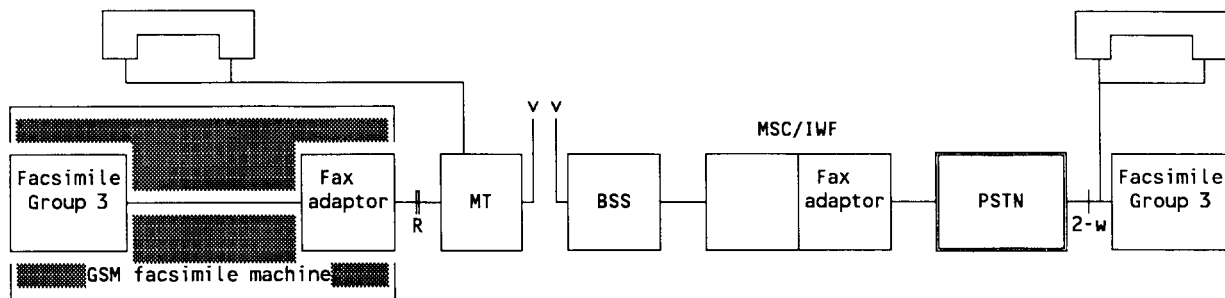 MSC/IWF
Facsimile
Group 3
Fax
adaptor
R
MT
v v
BSS
Fax
adaptor
PSTN
2-w
Facsimile
Group 3
GSM facsimile machine